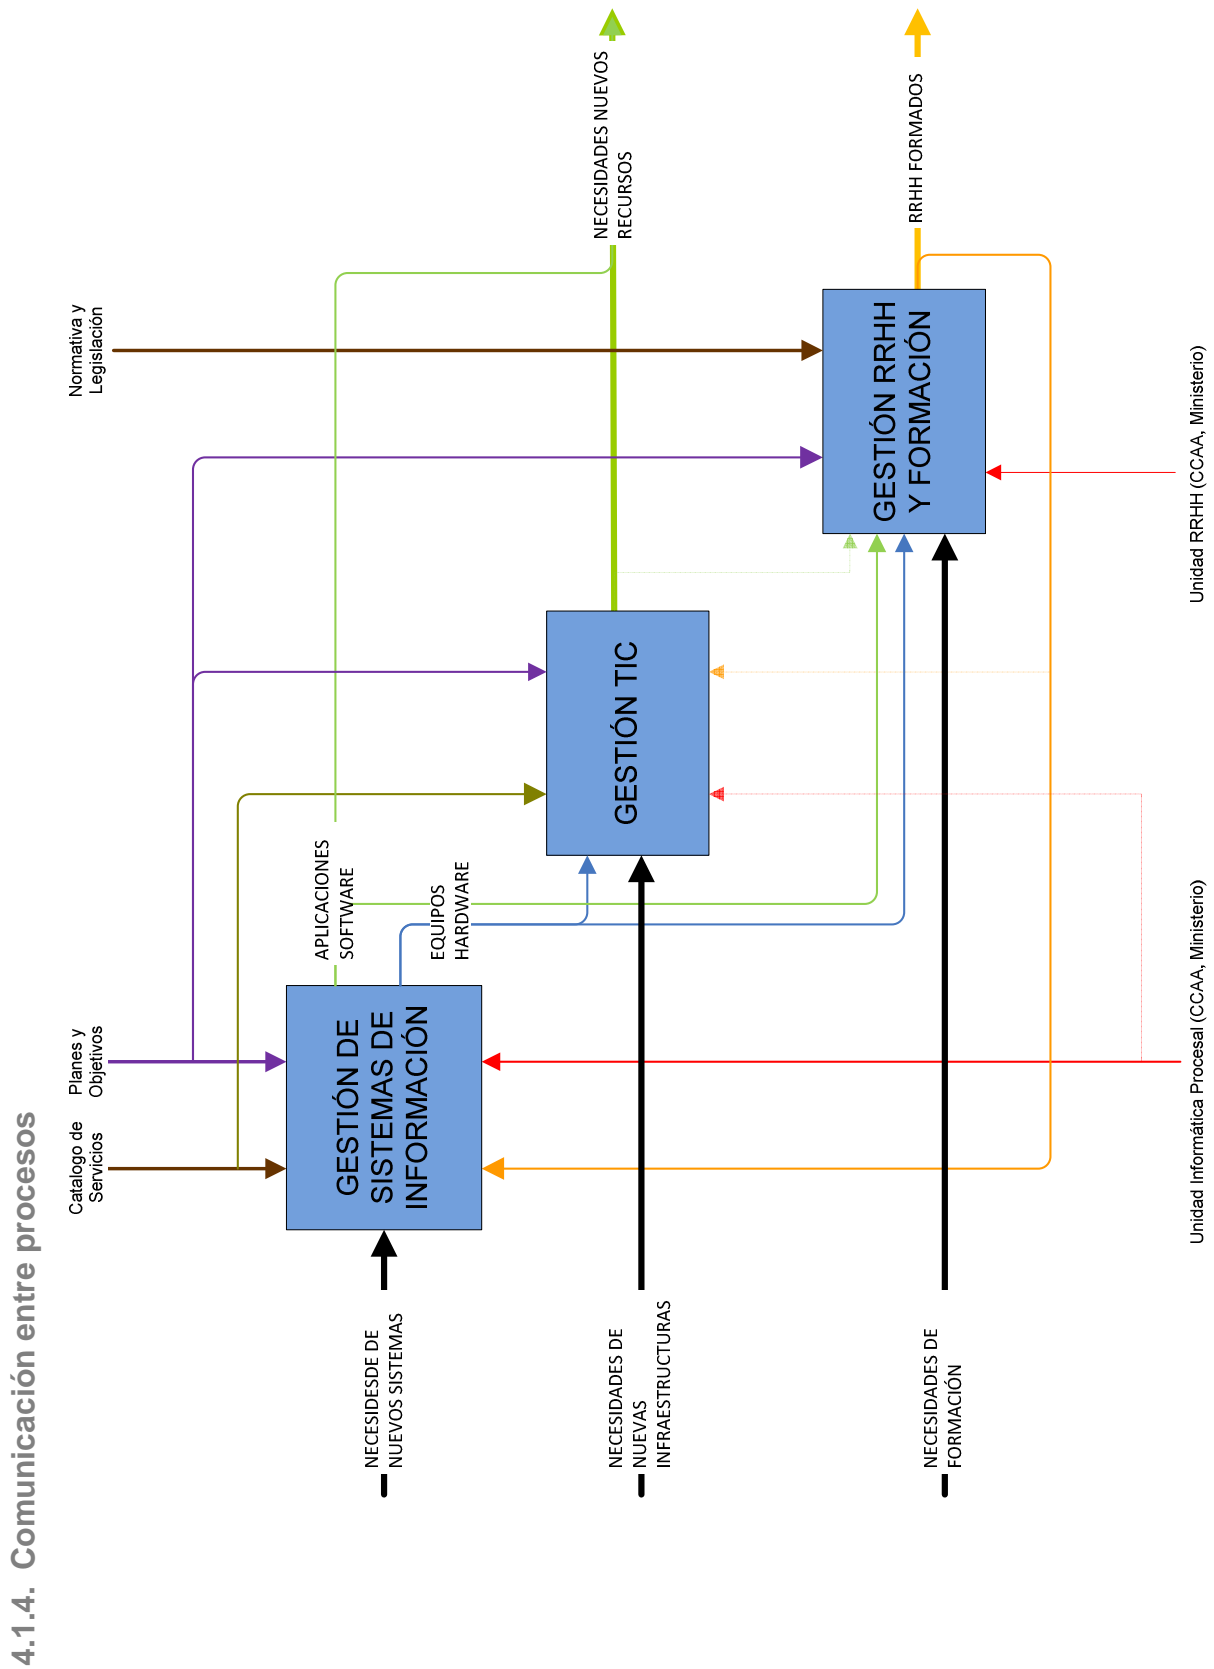 4.1.4. Comunicación entre procesos
Catalogo de
Servicios
Planes y
Objetivos
Normativa y
Legislación
NECESIDESDE DE
NUEVOS SISTEMAS
GESTIÓN DE
SISTEMAS DE
INFORMACIÓN
APLICACIONES
SOFTWARE
EQUIPOS
HARDWARE
NECESIDADES DE
NUEVAS
INFRAESTRUCTURAS
GESTIÓN TIC
NECESIDADES NUEVOS
RECURSOS
NECESIDADES DE
FORMACIÓN
GESTIÓN RRHH
Y FORMACIÓN
RRHH FORMADOS
Unidad Informática Procesal (CCAA, Ministerio)
Unidad RRHH (CCAA, Ministerio)